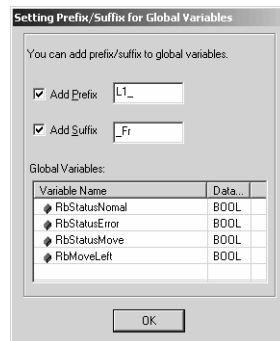 Setting Prefix/Suffix for Global Variables
You can add prefix/suffix to global variables.
Add Prefix L1_
Add Suffix _Fr
Global Variables:
Variable Name Data...
RbStatusNomal BOOL
RbStatusError BOOL
RbStatusMove BOOL
RbMoveLeft BOOL
OK